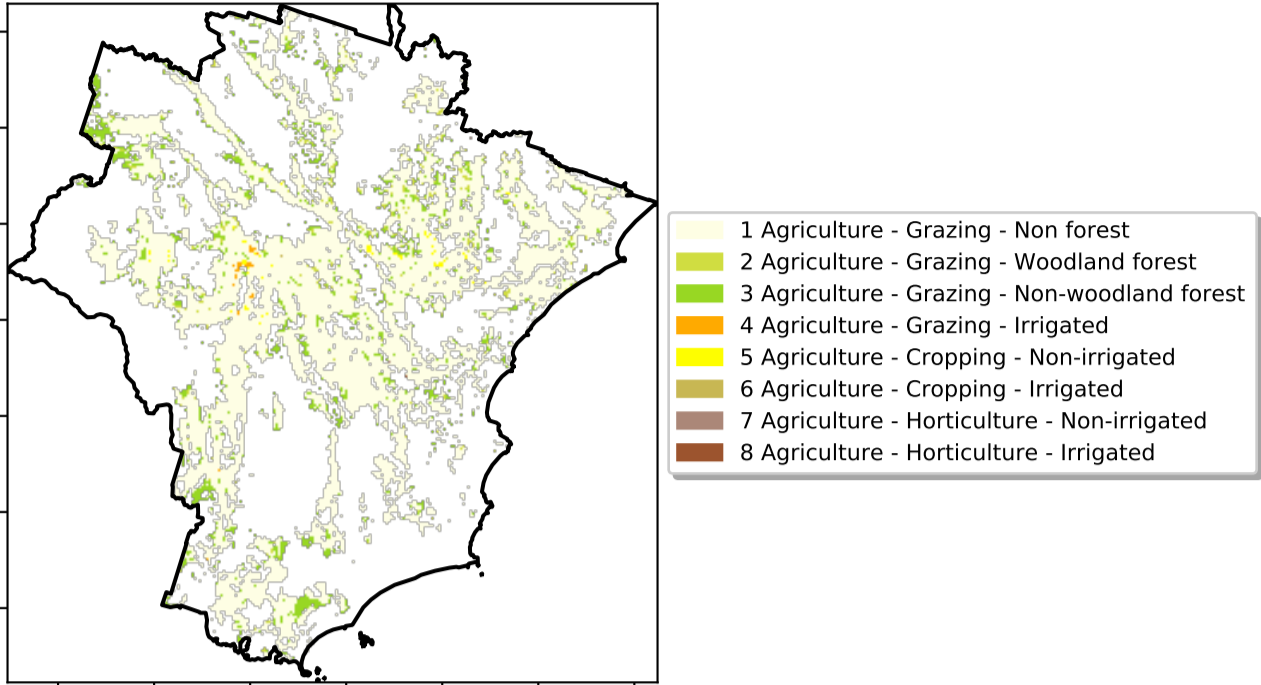 1 Agriculture - Grazing - Non forest
2 Agriculture - Grazing - Woodland forest
3 Agriculture - Grazing - Non-woodland forest
4 Agriculture - Grazing - Irrigated
5 Agriculture - Cropping - Non-irrigated
6 Agriculture - Cropping - Irrigated
7 Agriculture - Horticulture - Non-irrigated
8 Agriculture - Horticulture - Irrigated